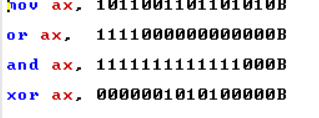 mov ax, 1011001101101010B
or ax, 1111000000000000B
and ax, 1111111111111000B
xor ax, 0000001010100000B